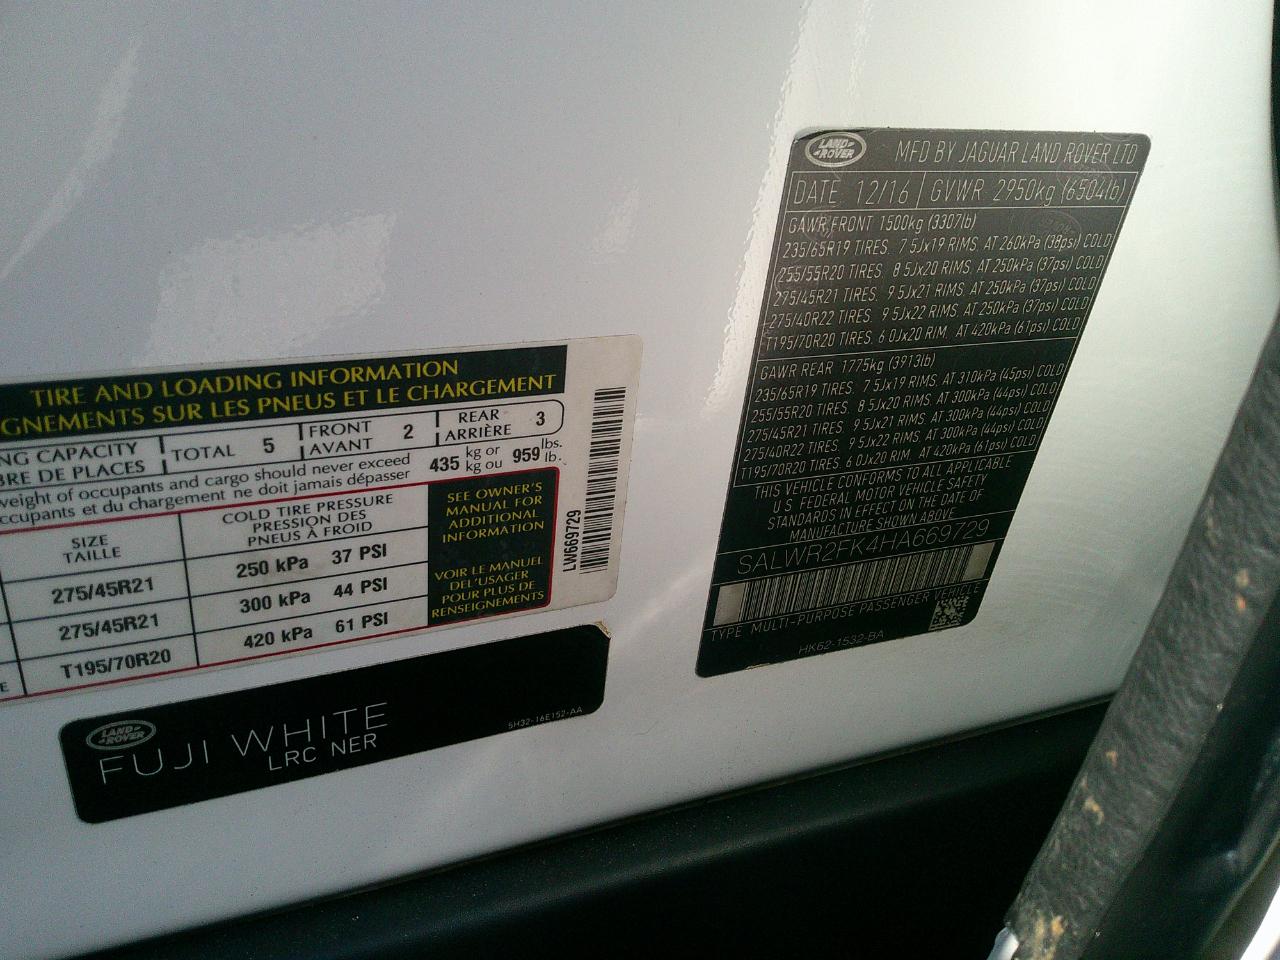 TIRE AND LOADING INFORMATION
GNEMENTS SUR LES PNEUS ET LE CHARGEMENT
NG CAPACITY
BRE DE PLACES
TOTAL 5
FRONT
AVANT 2
REAR
ARRIÈRE 3
weight of occupants and cargo should never exceed
ccupants et du chargement ne doit jamais dépasser
435 kg or
kg ou 959 lbs.
lb.
SIZE
TAILLE
COLD TIRE PRESSURE
PRESSION DES
PNEUS À FROID
275/45R21 250 kPa 37 PSI
275/45R21 300 kPa 44 PSI
E T195/70R20 420 kPa 61 PSI
SEE OWNER'S
MANUAL FOR
ADDITIONAL
INFORMATION
VOIR LE MANUEL
DE L'USAGER
POUR PLUS DE
RENSEIGNEMENTS
LW669729
LAND
ROVER
FUJI WHITE
LRC NER
5H32-16E152-AA
LAND
ROVER
MFD BY JAGUAR LAND ROVER LTD
DATE 12/16 GVWR 2950kg (6504lb)
GAWR FRONT 1500kg (3307lb)
235/65R19 TIRES. 7.5Jx19 RIMS. AT 260kPa (38psi) COLD
255/55R20 TIRES. 8.5Jx20 RIMS. AT 250kPa (37psi) COLD
275/45R21 TIRES. 9.5Jx21 RIMS. AT 250kPa (37psi) COLD
275/40R22 TIRES. 9.5Jx22 RIMS. AT 250kPa (37psi) COLD
T195/70R20 TIRES. 6.0Jx20 RIM. AT 420kPa (61psi) COLD
GAWR REAR 1775kg (3913lb)
235/65R19 TIRES. 7.5Jx19 RIMS. AT 310kPa (45psi) COLD
255/55R20 TIRES. 8.5Jx20 RIMS. AT 300kPa (44psi) COLD
275/45R21 TIRES. 9.5Jx21 RIMS. AT 300kPa (44psi) COLD
275/40R22 TIRES. 9.5Jx22 RIMS. AT 300kPa (44psi) COLD
T195/70R20 TIRES. 6.0Jx20 RIM. AT 420kPa (61psi) COLD
THIS VEHICLE CONFORMS TO ALL APPLICABLE
U.S. FEDERAL MOTOR VEHICLE SAFETY
STANDARDS IN EFFECT ON THE DATE OF
MANUFACTURE SHOWN ABOVE
SALWR2FK4HA669729
TYPE MULTI-PURPOSE PASSENGER VEHICLE
HK62-1532-BA